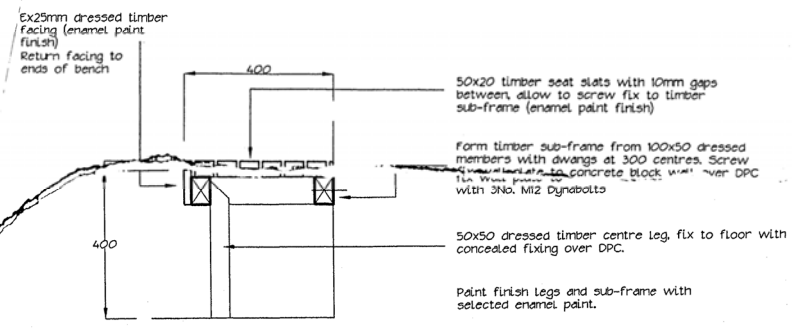 Ex25mm dressed timber
facing (enamel paint
finish)
Return facing to
ends of bench
400
50x20 timber seat slats with 10mm gaps
between, allow to screw fix to timber
sub-frame (enamel paint finish)
Form timber sub-frame from 100x50 dressed
members with dwangs at 300 centres. Screw
to concrete block over DPC
with 3No. M12 Dynabolts
400
50x50 dressed timber centre leg, fix to floor with
concealed fixing over DPC.
Paint finish legs and sub-frame with
selected enamel paint.